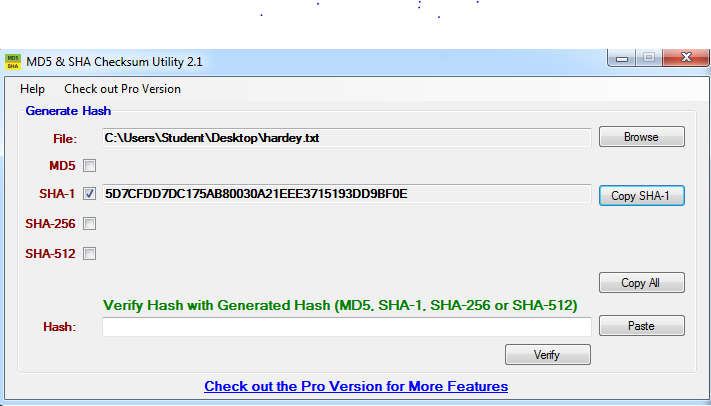 MD5 SHA MD5 & SHA Checksum Utility 2.1
Help Check out Pro Version
Generate Hash
File: C:\Users\Student\Desktop\hardey.txt Browse
MD5
SHA-1 5D7CFDD7DC175AB80030A21EEE3715193DD9BF0E Copy SHA-1
SHA-256
SHA-512
Copy All
Verify Hash with Generated Hash (MD5, SHA-1, SHA-256 or SHA-512)
Hash: Paste
Verify
Check out the Pro Version for More Features